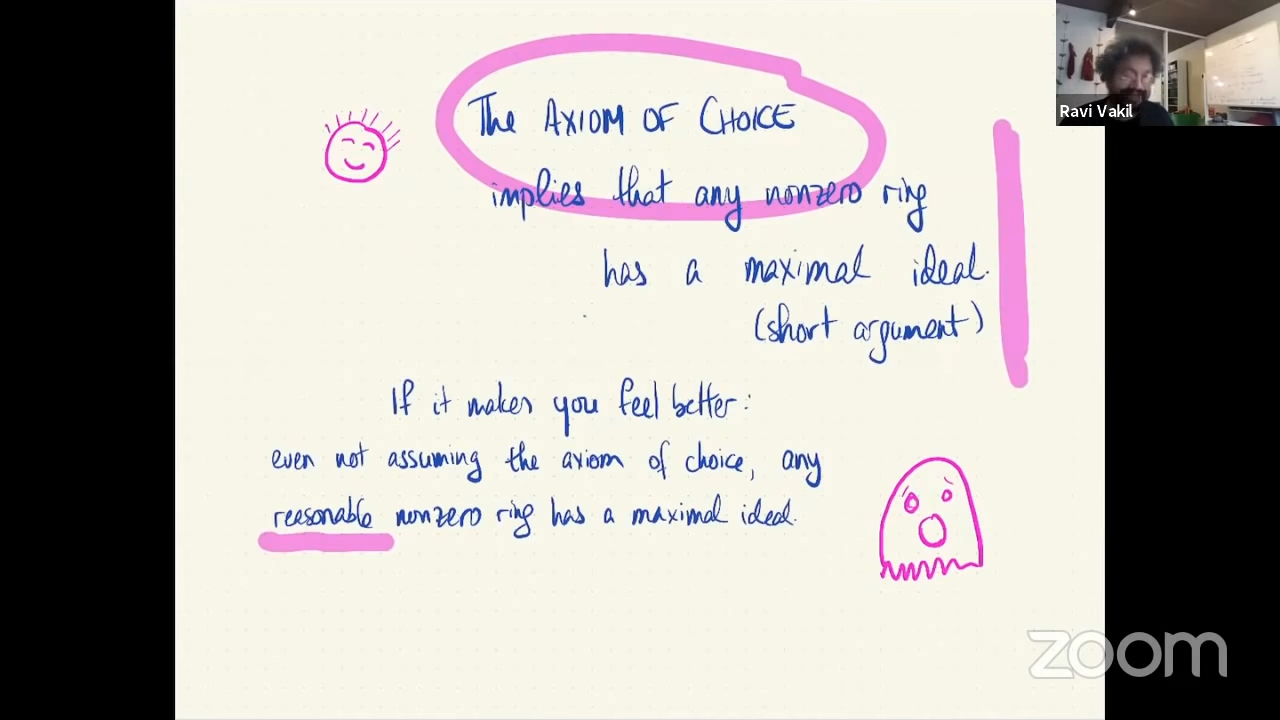 The AXIOM OF CHOICE
implies that any nonzero ring
has a maximal ideal.
(short argument)
If it makes you feel better:
even not assuming the axiom of choice, any
reasonable nonzero ring has a maximal ideal.
Ravi Vakil
zoom